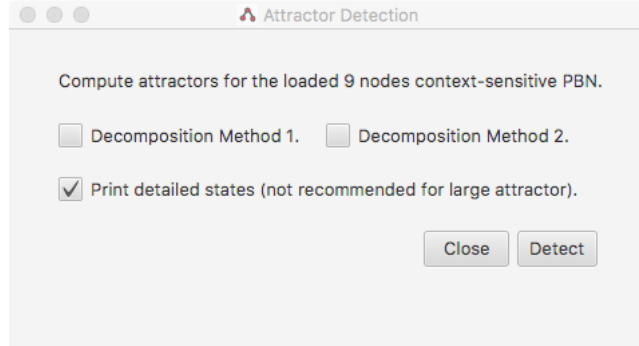 Attractor Detection
Compute attractors for the loaded 9 nodes context-sensitive PBN.
Decomposition Method 1. Decomposition Method 2.
Print detailed states (not recommended for large attractor).
Close Detect